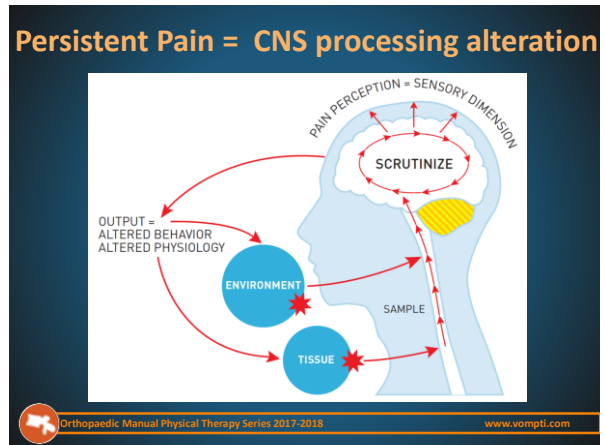 Persistent Pain = CNS processing alteration
PAIN PERCEPTION = SENSORY DIMENSION
SCRUTINIZE
OUTPUT =
ALTERED BEHAVIOR
ALTERED PHYSIOLOGY
ENVIRONMENT
SAMPLE
TISSUE
Orthopaedic Manual Physical Therapy Series 2017-2018
www.vompti.com